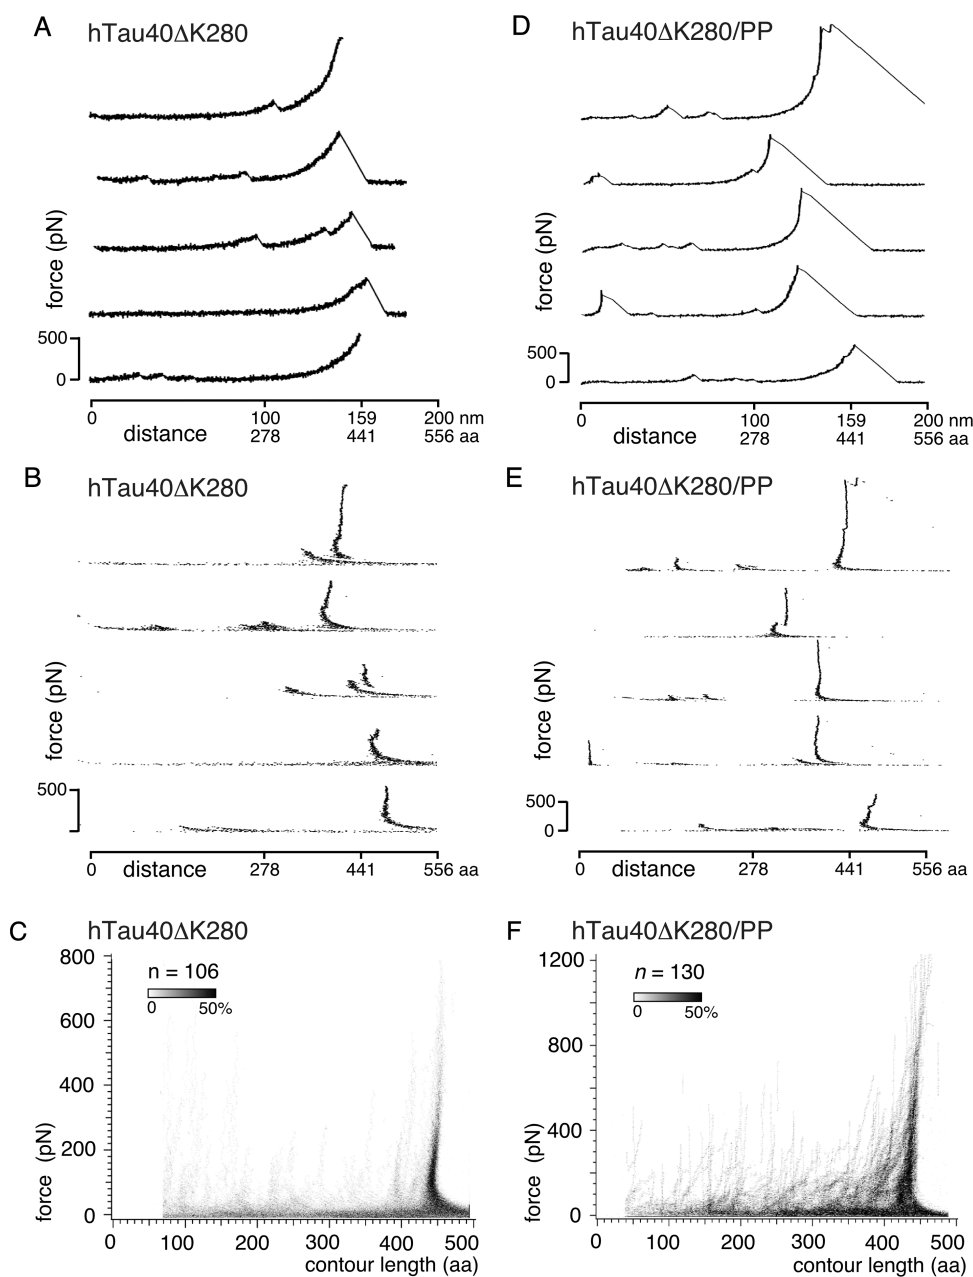 A hTau40ΔK280
force (pN)
500
0
0 100 159 200 nm
distance 278 441 556 aa
D hTau40ΔK280/PP
force (pN)
500
0
0 100 159 200 nm
distance 278 441 556 aa
B hTau40ΔK280
force (pN)
500
0 distance 278 441 556 aa
E hTau40ΔK280/PP
force (pN)
500
0
0 distance 278 441 556 aa
C hTau40ΔK280
n = 106
0 50%
800
600
400
200
0
force (pN)
0 100 200 300 400 500
contour length (aa)
F hTau40ΔK280/PP
n = 130
0 50%
1200
800
400
0
force (pN)
0 100 200 300 400 500
contour length (aa)